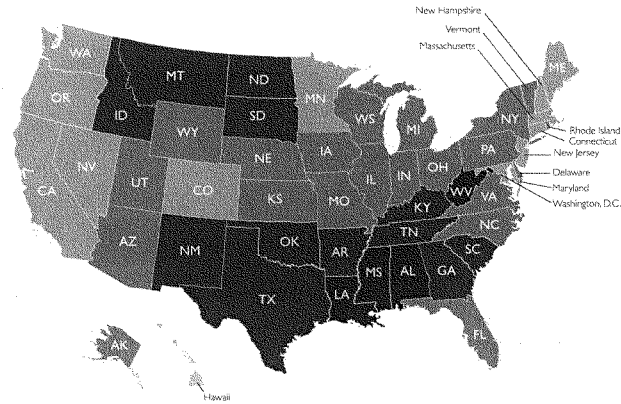 New Hampshire
Vermont
Massachusetts
WA
MT
ND
MN
ME
OR
ID
SD
WS
MI
NY
WY
Rhode Island
Connecticut
IA
PA
New Jersey
NE
NV
OH
IL
IN
Delaware
UT
CO
WV
Maryland
CA
KS
MO
VA
Washington, D.C.
KY
NC
TN
OK
AZ
NM
AR
SC
MS
AL
GA
LA
TX
FL
AK
Hawaii